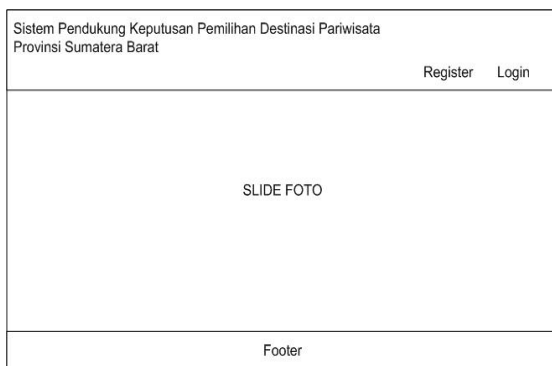 Sistem Pendukung Keputusan Pemilihan Destinasi Pariwisata
Provinsi Sumatera Barat
Register Login
SLIDE FOTO
Footer